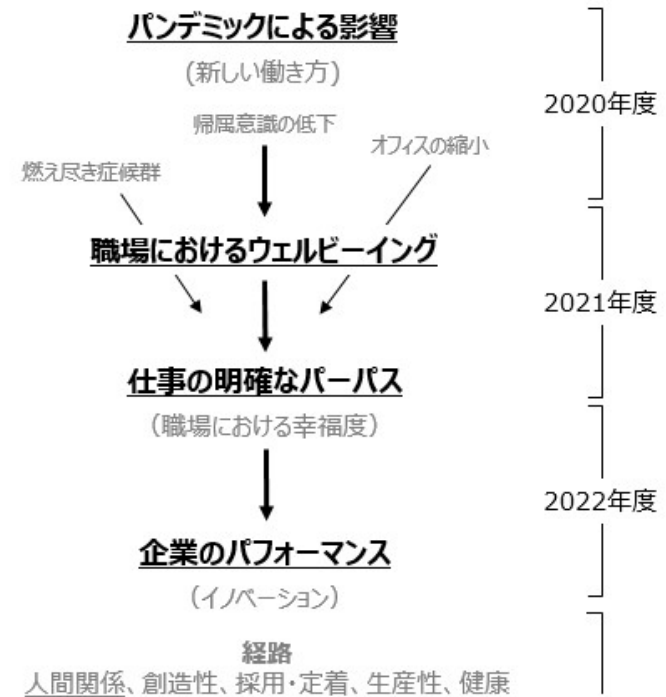 パンデミックによる影響
(新しい働き方)
2020年度
帰属意識の低下
オフィスの縮小
燃え尽き症候群
職場におけるウェルビーイング
2021年度
仕事の明確なパーパス
（職場における幸福度）
2022年度
企業のパフォーマンス
（イノベーション）
経路
人間関係、創造性、採用・定着、生産性、健康